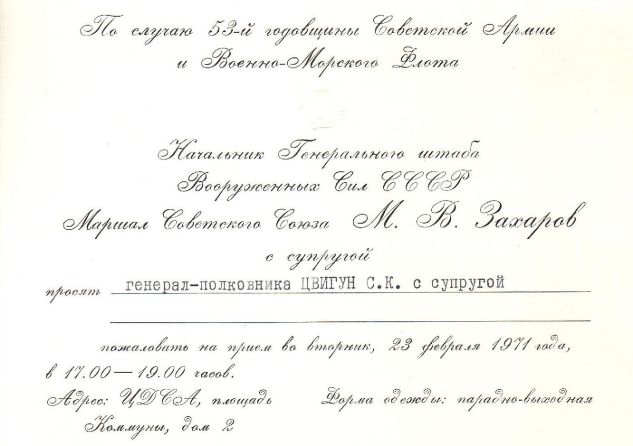 По случаю 53-й годовщины Советской Армии
и Военно-Морского Флота
Начальник Генерального штаба
Вооруженных Сил СССР
Маршал Советского Союза М. В. Захаров
с супругой
просят генерал-полковника ЦВИГУН С.К. с супругой
пожаловать на прием во вторник, 23 февраля 1971 года,
в 17.00—19.00 часов.
Адрес: ЦДСА, площадь Форма одежды: парадно-выходная
Коммуны, дом 2